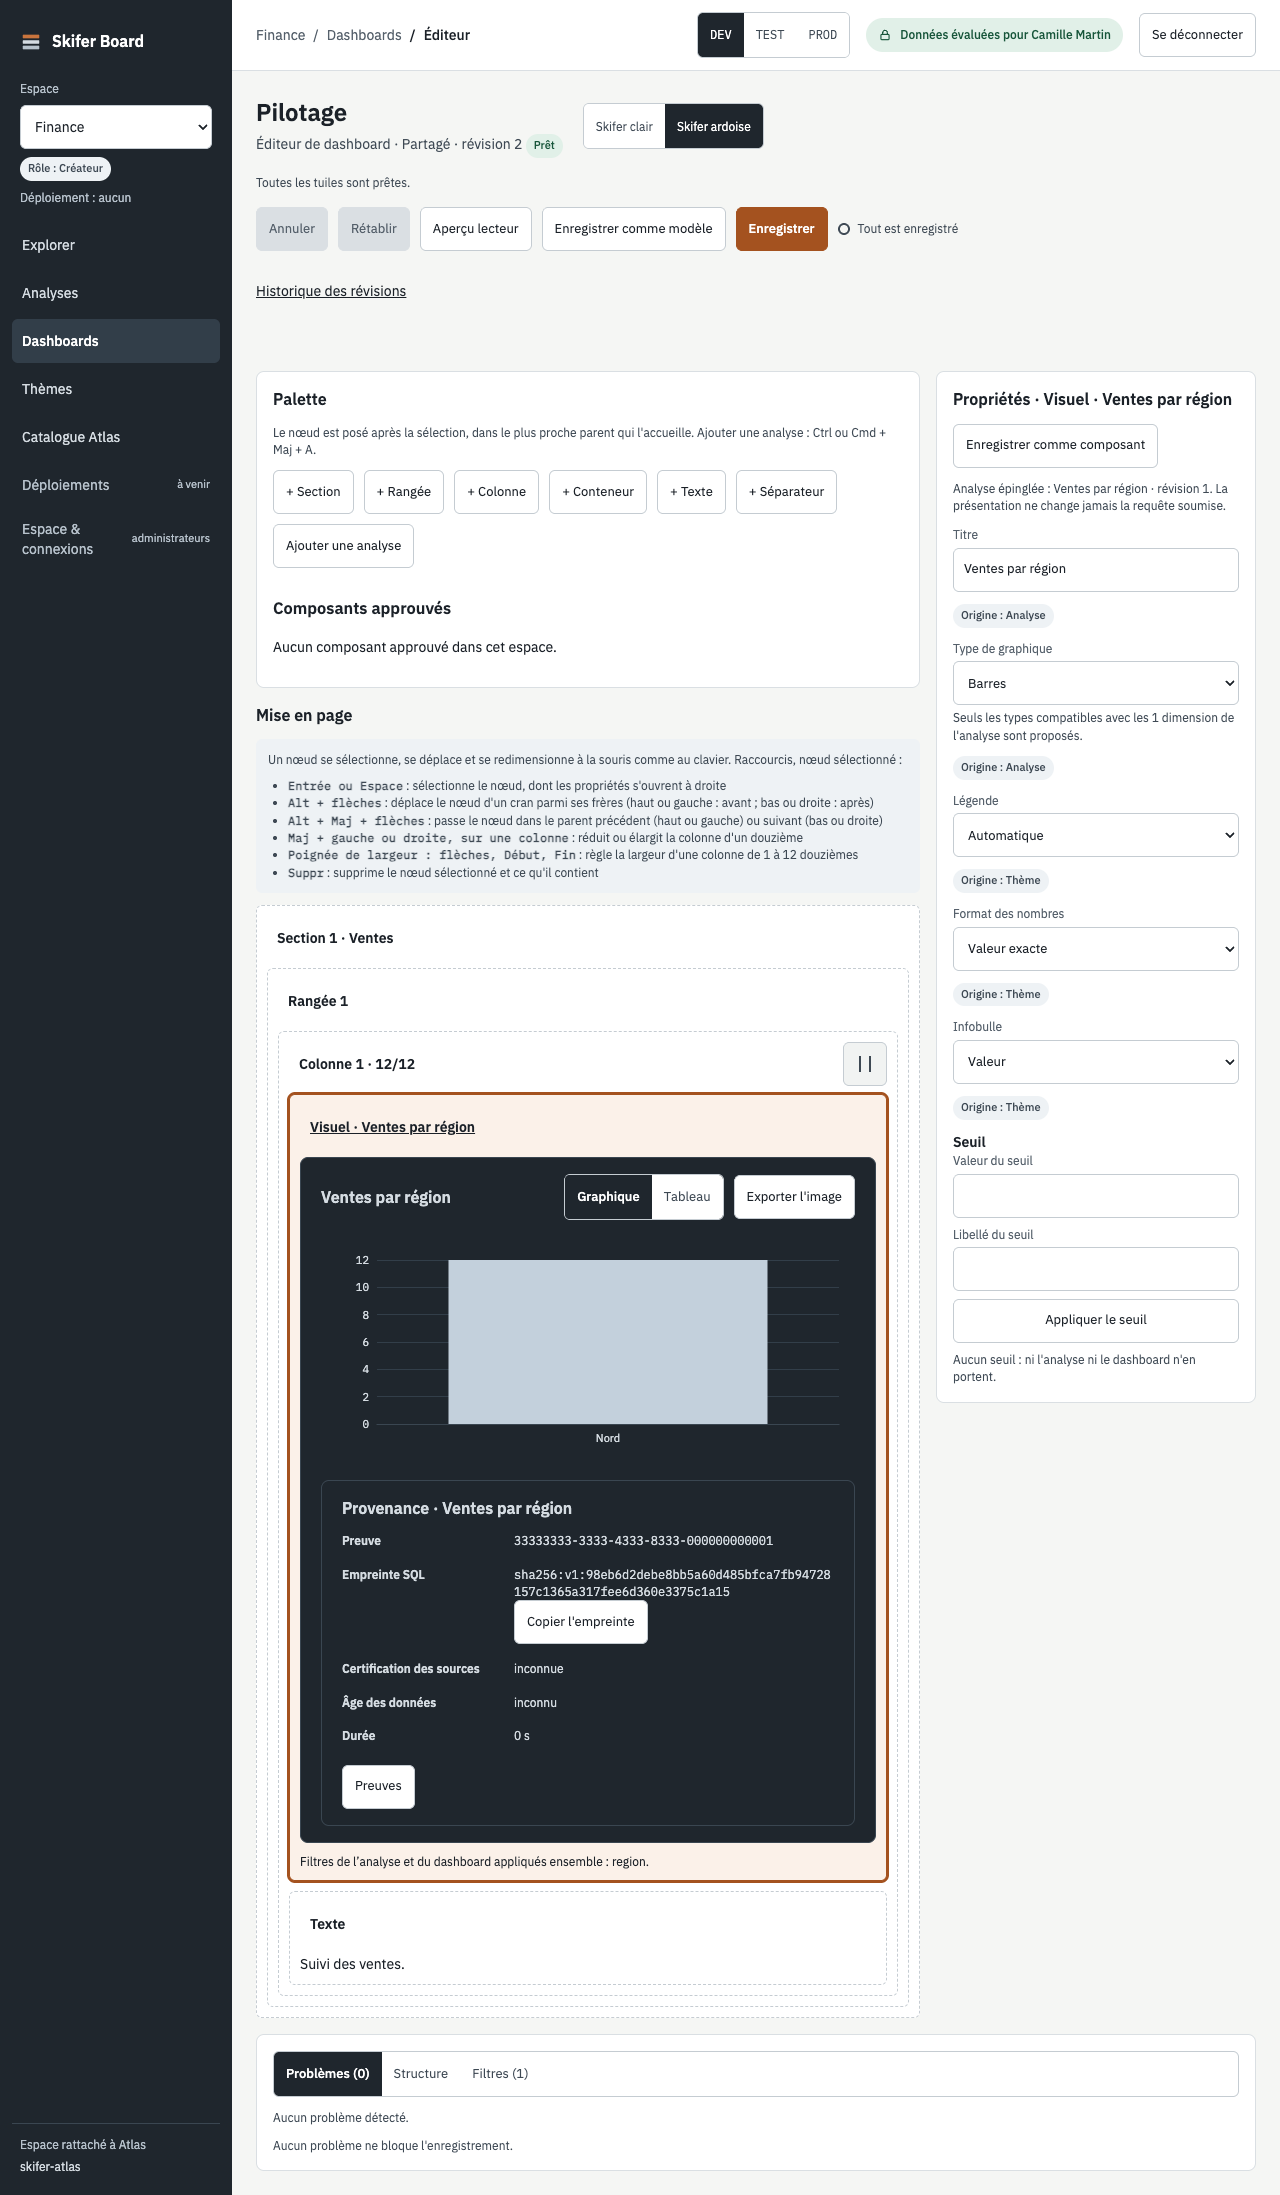 Skifer Board
Espace
Finance
Rôle : Créateur
Déploiement : aucun
Explorer
Analyses
Dashboards
Thèmes
Catalogue Atlas
Déploiements à venir
Espace & connexions administrateurs
Espace rattaché à Atlas
skifer-atlas
Finance / Dashboards / Éditeur
DEV TEST PROD
Données évaluées pour Camille Martin
Se déconnecter
Pilotage
Éditeur de dashboard · Partagé · révision 2 Prêt
Skifer clair Skifer ardoise
Toutes les tuiles sont prêtes.
Annuler Rétablir Aperçu lecteur Enregistrer comme modèle Enregistrer Tout est enregistré
Historique des révisions
Palette
Le nœud est posé après la sélection, dans le plus proche parent qui l'accueille. Ajouter une analyse : Ctrl ou Cmd +
Maj + A.
+ Section + Rangée + Colonne + Conteneur + Texte + Séparateur
Ajouter une analyse
Composants approuvés
Aucun composant approuvé dans cet espace.
Mise en page
Un nœud se sélectionne, se déplace et se redimensionne à la souris comme au clavier. Raccourcis, nœud sélectionné :
• Entrée ou Espace : sélectionne le nœud, dont les propriétés s'ouvrent à droite
• Alt + flèches : déplace le nœud d'un cran parmi ses frères (haut ou gauche : avant ; bas ou droite : après)
• Alt + Maj + flèches : passe le nœud dans le parent précédent (haut ou gauche) ou suivant (bas ou droite)
• Maj + gauche ou droite, sur une colonne : réduit ou élargit la colonne d'un douzième
• Poignée de largeur : flèches, Début, Fin : règle la largeur d'une colonne de 1 à 12 douzièmes
• Suppr : supprime le nœud sélectionné et ce qu'il contient
Section 1 · Ventes
Rangée 1
Colonne 1 · 12/12
Visuel · Ventes par région
Ventes par région
Graphique Tableau Exporter l'image
12
10
8
6
4
2
0
Nord
Provenance · Ventes par région
Preuve 33333333-3333-4333-8333-000000000001
Empreinte SQL sha256:v1:98eb6d2debe8bb5a60d485bfca7fb94728
157c1365a317fee6d360e3375c1a15
Copier l'empreinte
Certification des sources inconnue
Âge des données inconnu
Durée 0 s
Preuves
Filtres de l'analyse et du dashboard appliqués ensemble : region.
Texte
Suivi des ventes.
Propriétés · Visuel · Ventes par région
Enregistrer comme composant
Analyse épinglée : Ventes par région · révision 1. La
présentation ne change jamais la requête soumise.
Titre
Ventes par région
Origine : Analyse
Type de graphique
Barres
Seuls les types compatibles avec les 1 dimension de
l'analyse sont proposés.
Origine : Analyse
Légende
Automatique
Origine : Thème
Format des nombres
Valeur exacte
Origine : Thème
Infobulle
Valeur
Origine : Thème
Seuil
Valeur du seuil
Libellé du seuil
Appliquer le seuil
Aucun seuil : ni l'analyse ni le dashboard n'en
portent.
Problèmes (0) Structure Filtres (1)
Aucun problème détecté.
Aucun problème ne bloque l'enregistrement.